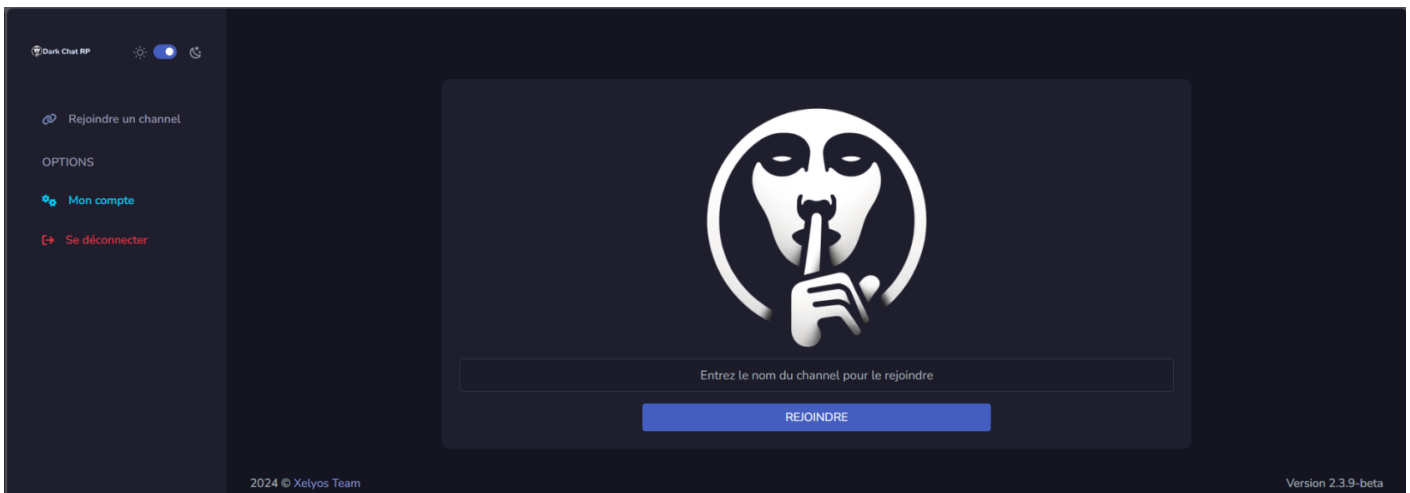 Dark Chat RP
Rejoindre un channel
OPTIONS
Mon compte
Se déconnecter
Entrez le nom du channel pour le rejoindre
REJOINDRE
2024 © Xelyos Team
Version 2.3.9-beta